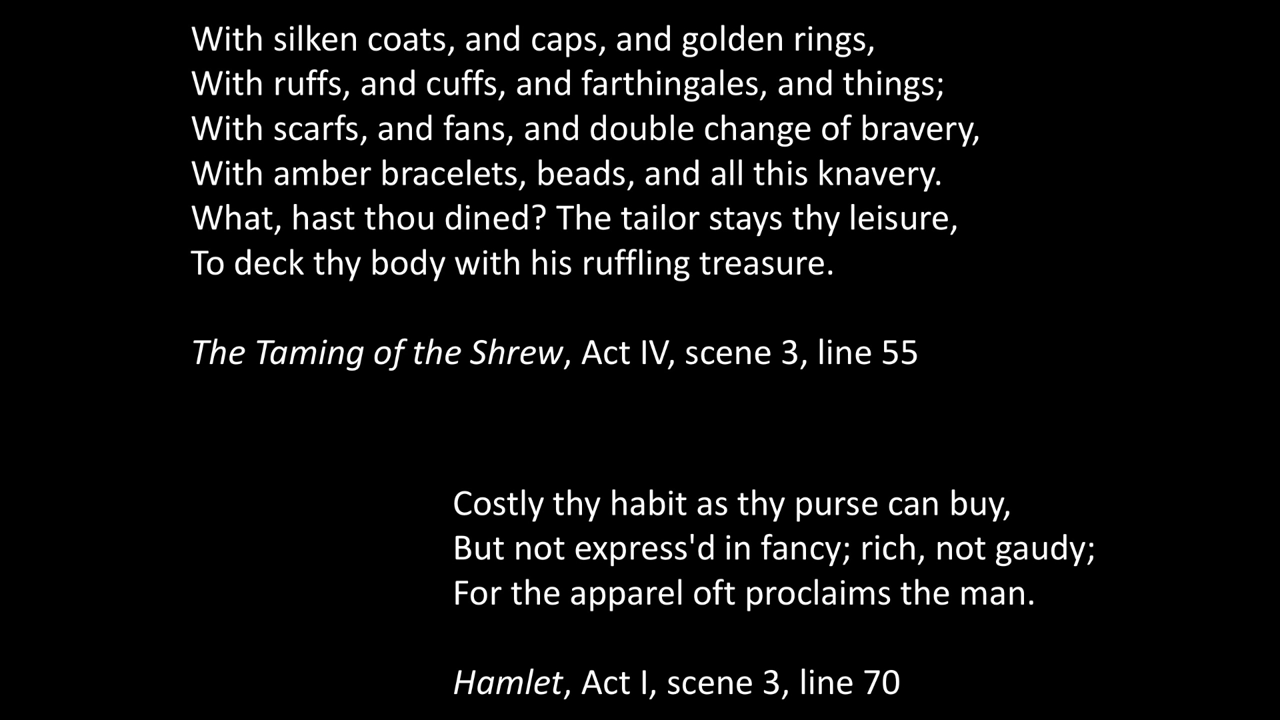 With silken coats, and caps, and golden rings,
With ruffs, and cuffs, and farthingales, and things;
With scarfs, and fans, and double change of bravery,
With amber bracelets, beads, and all this knavery.
What, hast thou dined? The tailor stays thy leisure,
To deck thy body with his ruffling treasure.
The Taming of the Shrew, Act IV, scene 3, line 55
Costly thy habit as thy purse can buy,
But not express'd in fancy; rich, not gaudy;
For the apparel oft proclaims the man.
Hamlet, Act I, scene 3, line 70